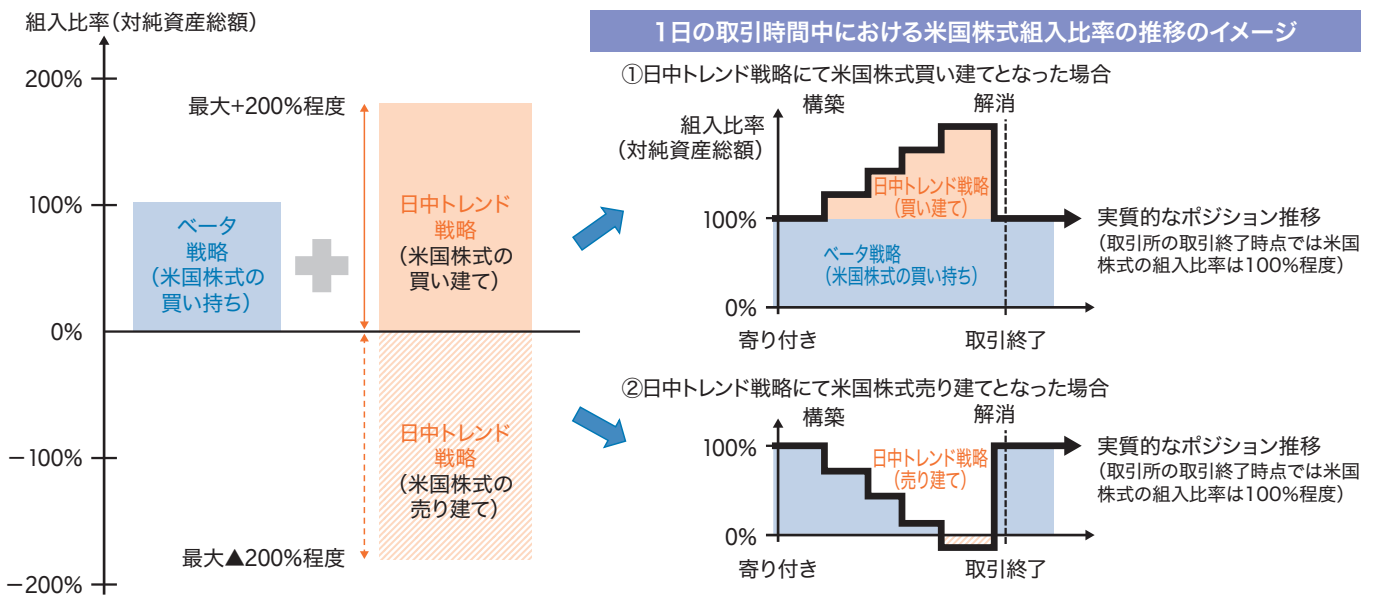 組入比率(対純資産総額)
200%
100%
0%
－100%
－200%
最大+200%程度
最大▲200%程度
ベータ
戦略
(米国株式の
買い持ち)
日中トレンド
戦略
(米国株式の
買い建て)
日中トレンド
戦略
(米国株式の
売り建て)
1日の取引時間中における米国株式組入比率の推移のイメージ
①日中トレンド戦略にて米国株式買い建てとなった場合
組入比率
(対純資産総額)
構築
解消
日中トレンド戦略
(買い建て)
100%
ベータ戦略
(米国株式の買い持ち)
0%
寄り付き
取引終了
実質的なポジション推移
(取引所の取引終了時点では米国
株式の組入比率は100%程度)
②日中トレンド戦略にて米国株式売り建てとなった場合
構築
解消
100%
日中トレンド戦略
(売り建て)
0%
寄り付き
取引終了
実質的なポジション推移
(取引所の取引終了時点では米国
株式の組入比率は100%程度)